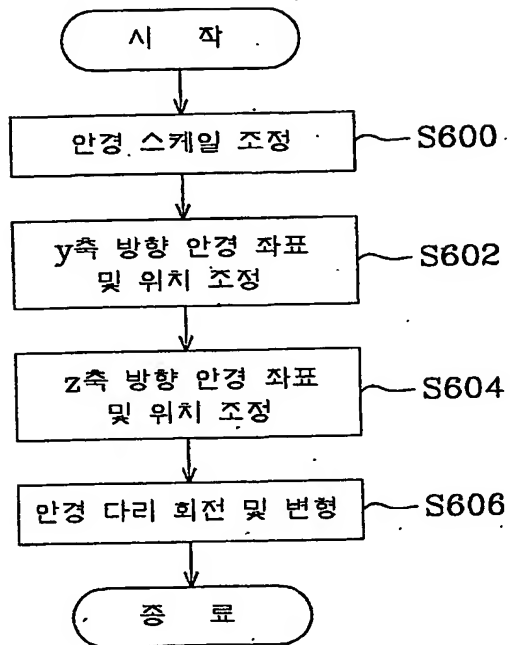 시 작
안경 스케일 조정
S600
y축 방향 안경 좌표
및 위치 조정
S602
z축 방향 안경 좌표
및 위치 조정
S604
안경 다리 회전 및 변형
S606
종 료